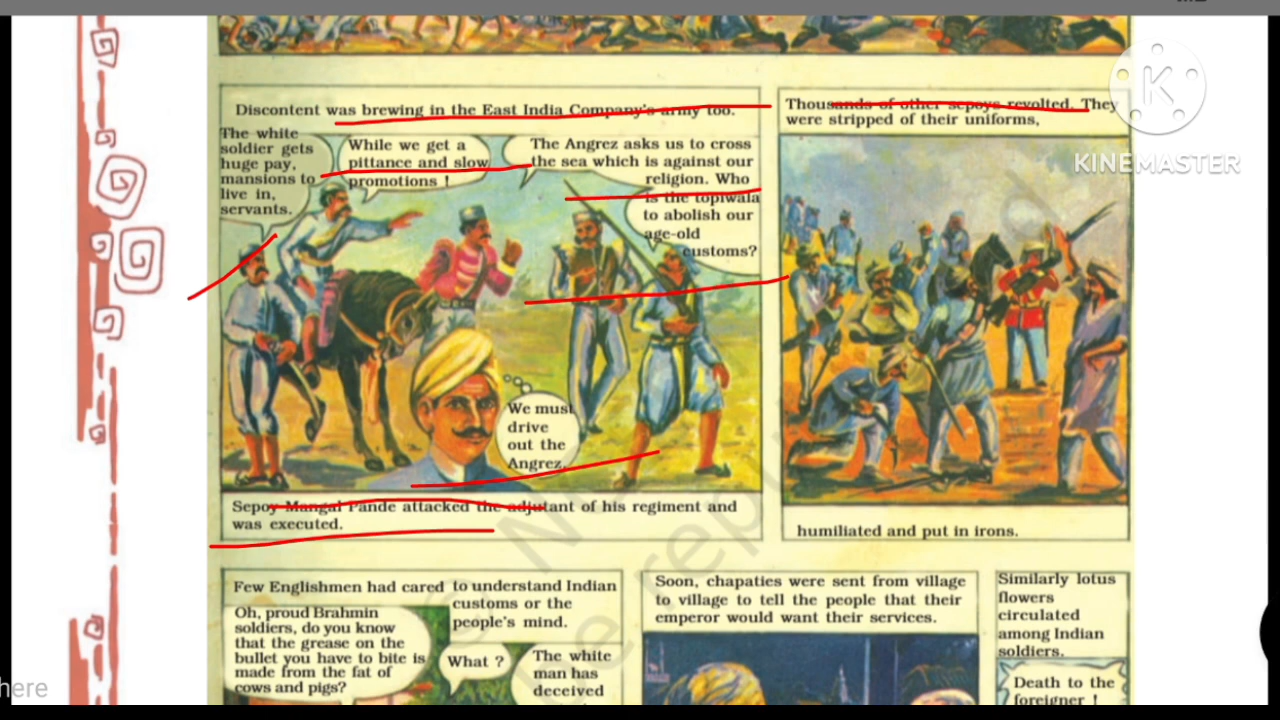 Discontent was brewing in the East India Company's army too.
The white
soldier gets
huge pay,
mansions to
live in,
servants.
While we get a
pittance and slow
promotions !
The Angrez asks us to cross
the sea which is against our
religion. Who
is the topiwala
to abolish our
age-old
customs?
We must
drive
out the
Angrez.
Sepoy Mangal Pande attacked the adjutant of his regiment and
was executed.
Thousands of other sepoys revolted. They
were stripped of their uniforms,
humiliated and put in irons.
KINEMASTER
Few Englishmen had cared to understand Indian
customs or the
people's mind.
Oh, proud Brahmin
soldiers, do you know
that the grease on the
bullet you have to bite is
made from the fat of
cows and pigs?
What ?
The white
man has
deceived
Soon, chapaties were sent from village
to village to tell the people that their
emperor would want their services.
Similarly lotus
flowers
circulated
among Indian
soldiers.
Death to the
foreigner !
here